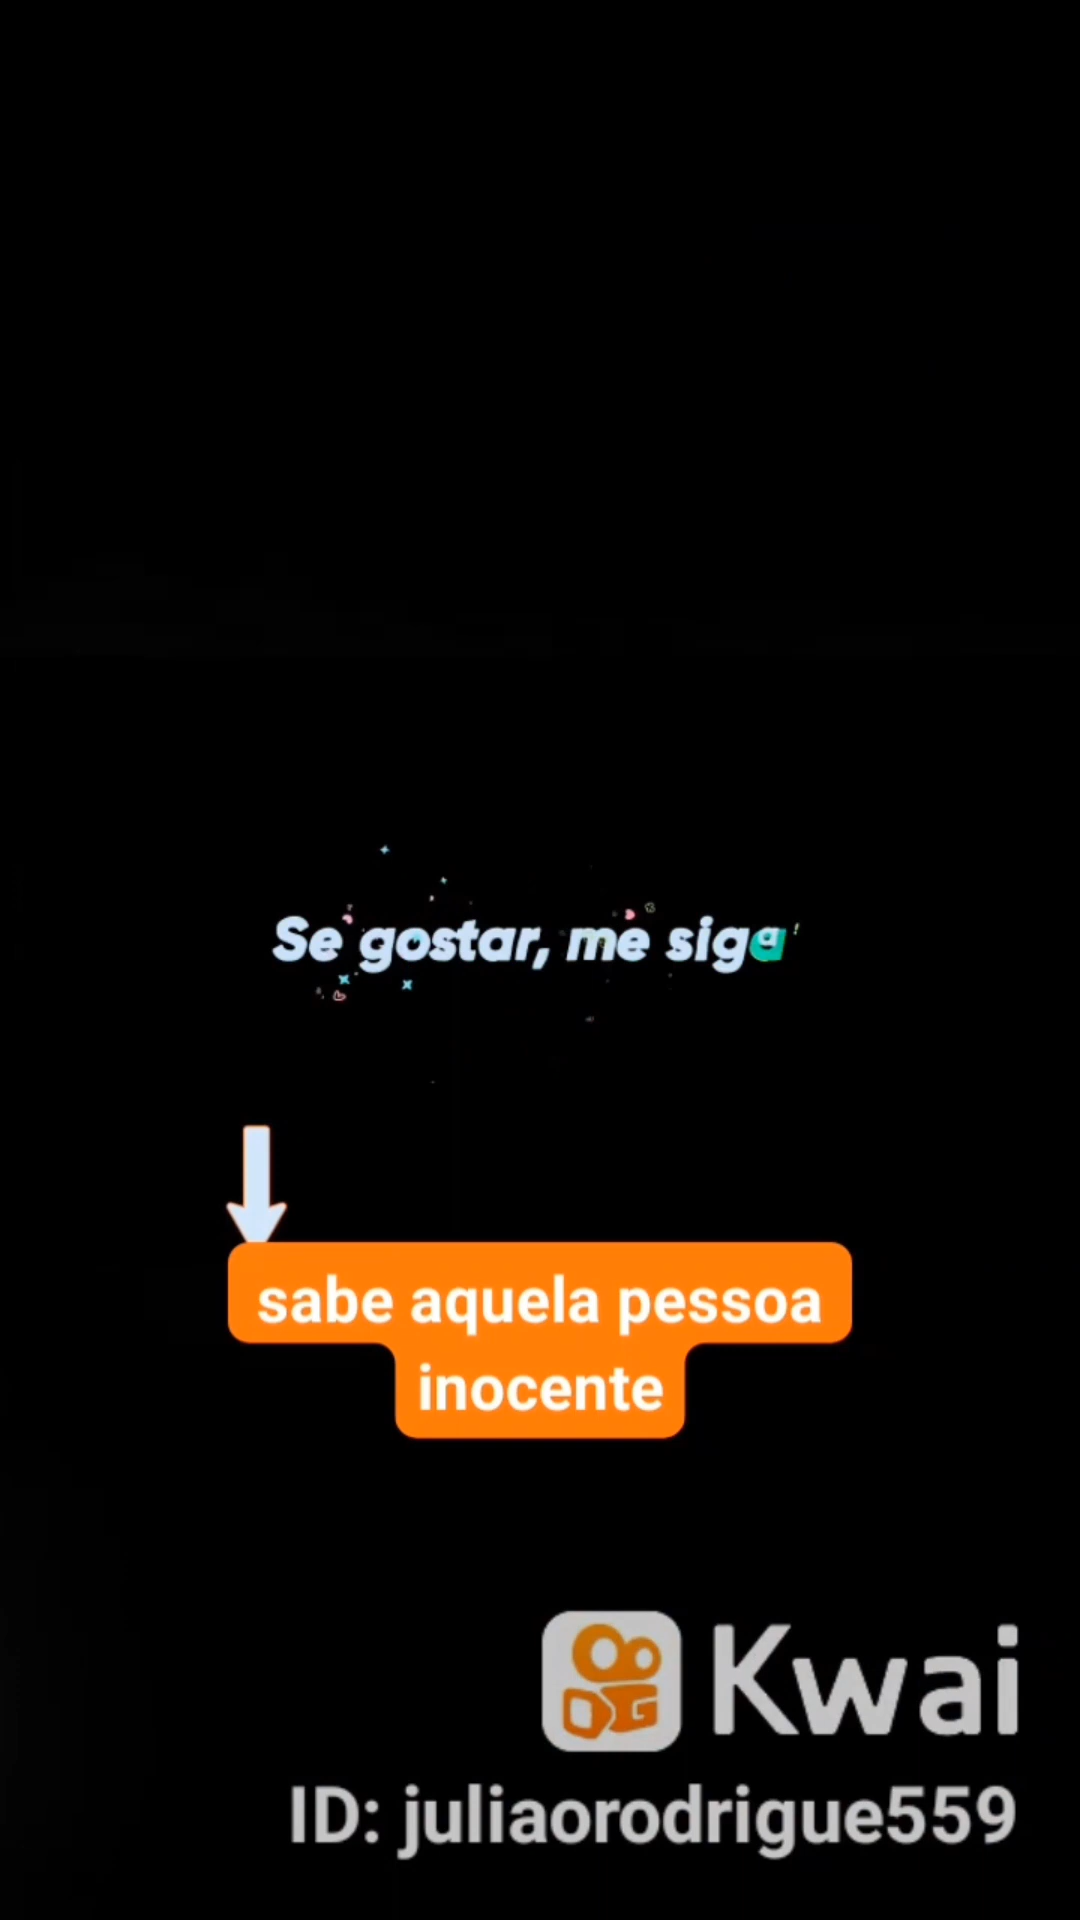 Se gostar, me siga
sabe aquela pessoa
inocente
Kwai
ID: juliaorodrigue559